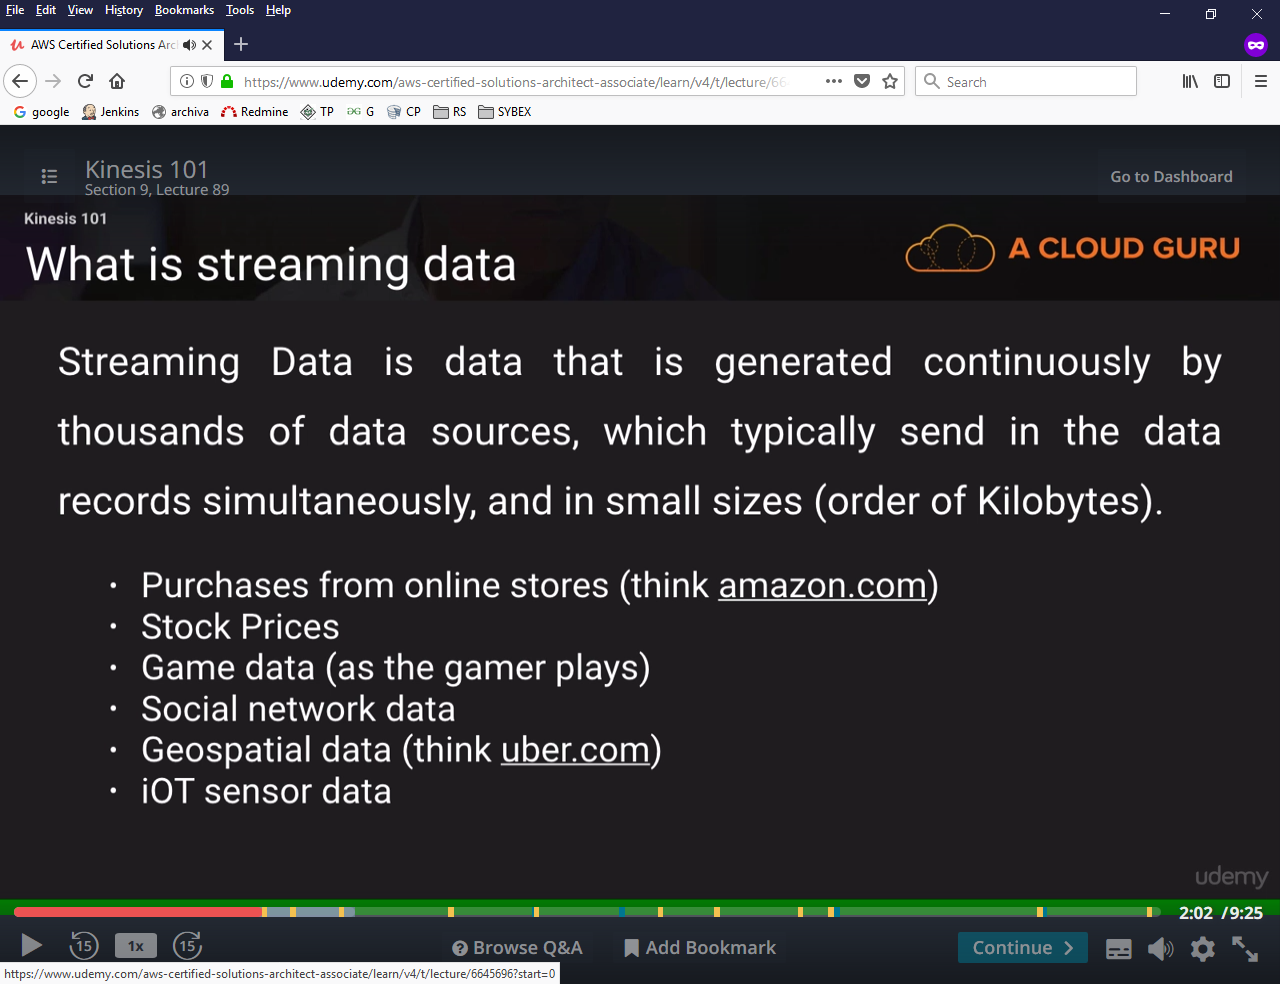 File Edit View History Bookmarks Tools Help
AWS Certified Solutions Arc
https://www.udemy.com/aws-certified-solutions-architect-associate/learn/v4/t/lecture/66
Search
google Jenkins archiva Redmine TP G CP RS SYBEX
Kinesis 101
Section 9, Lecture 89
Go to Dashboard
Kinesis 101
What is streaming data
A CLOUD GURU
Streaming Data is data that is generated continuously by
thousands of data sources, which typically send in the data
records simultaneously, and in small sizes (order of Kilobytes).
• Purchases from online stores (think amazon.com)
• Stock Prices
• Game data (as the gamer plays)
• Social network data
• Geospatial data (think uber.com)
• iOT sensor data
udemy
2:02 /9:25
15 1x 15 Browse Q&A Add Bookmark Continue
https://www.udemy.com/aws-certified-solutions-architect-associate/learn/v4/t/lecture/6645696?start=0